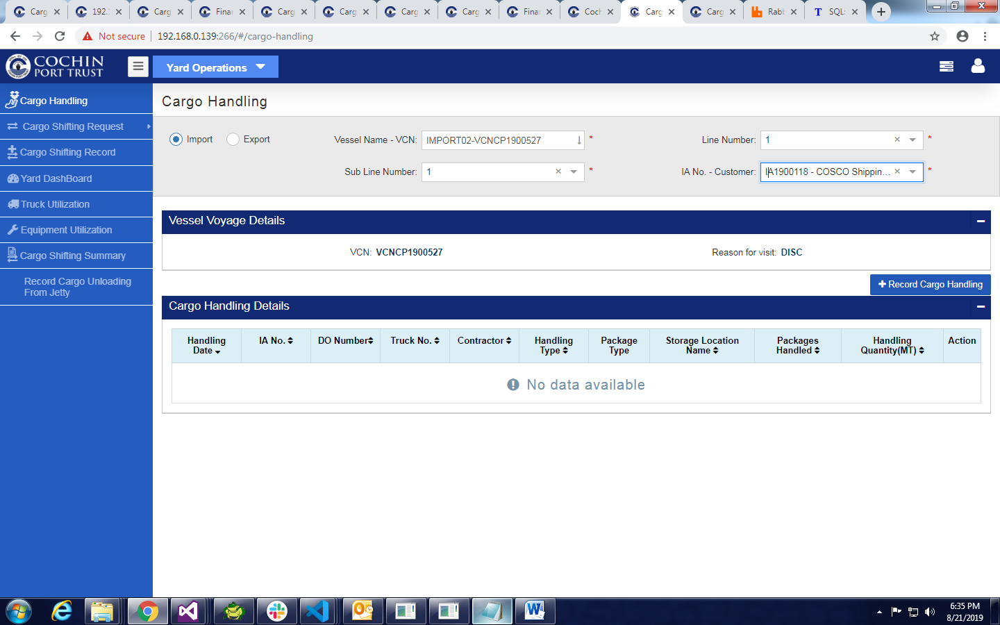 Carg
192.
Carg
Fina
Carg
Carg
Carg
Carg
Fina
Coch
Carg
Carg
Rab
T SQL
Not secure 192.168.0.139:266/#/cargo-handling
COCHIN
PORT TRUST
Yard Operations
Cargo Handling
Cargo Shifting Request
Cargo Shifting Record
Yard DashBoard
Truck Utilization
Equipment Utilization
Cargo Shifting Summary
Record Cargo Unloading
From Jetty
Cargo Handling
Import Export Vessel Name - VCN: IMPORT02-VCNCP1900527 * Line Number: 1 *
Sub Line Number: 1 * IA No. - Customer: IA1900118 - COSCO Shippin... *
Vessel Voyage Details
VCN: VCNCP1900527 Reason for visit: DISC
Record Cargo Handling
Cargo Handling Details
Handling Date IA No. DO Number Truck No. Contractor Handling Type Package Type Storage Location Name Packages Handled Handling Quantity(MT) Action
No data available
6:35 PM
8/21/2019